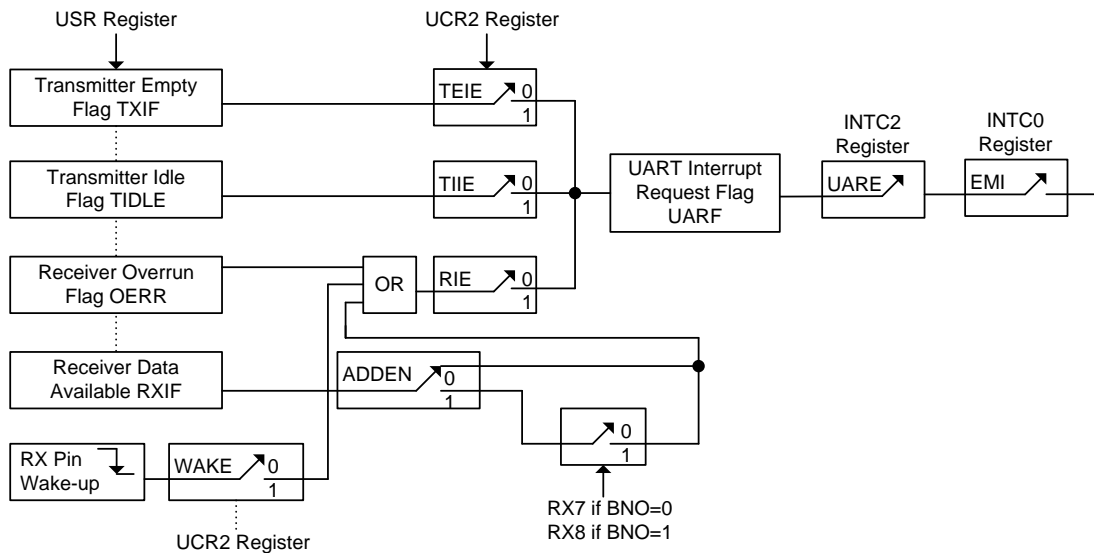 USR Register
UCR2 Register
Transmitter Empty
Flag TXIF
TEIE
0
1
INTC2
Register
INTC0
Register
Transmitter Idle
Flag TIDLE
TIIE
0
1
UART Interrupt
Request Flag
UARF
UARE
EMI
Receiver Overrun
Flag OERR
OR
RIE
0
1
Receiver Data
Available RXIF
ADDEN
0
1
0
1
RX Pin
Wake-up
WAKE
0
1
RX7 if BNO=0
RX8 if BNO=1
UCR2 Register